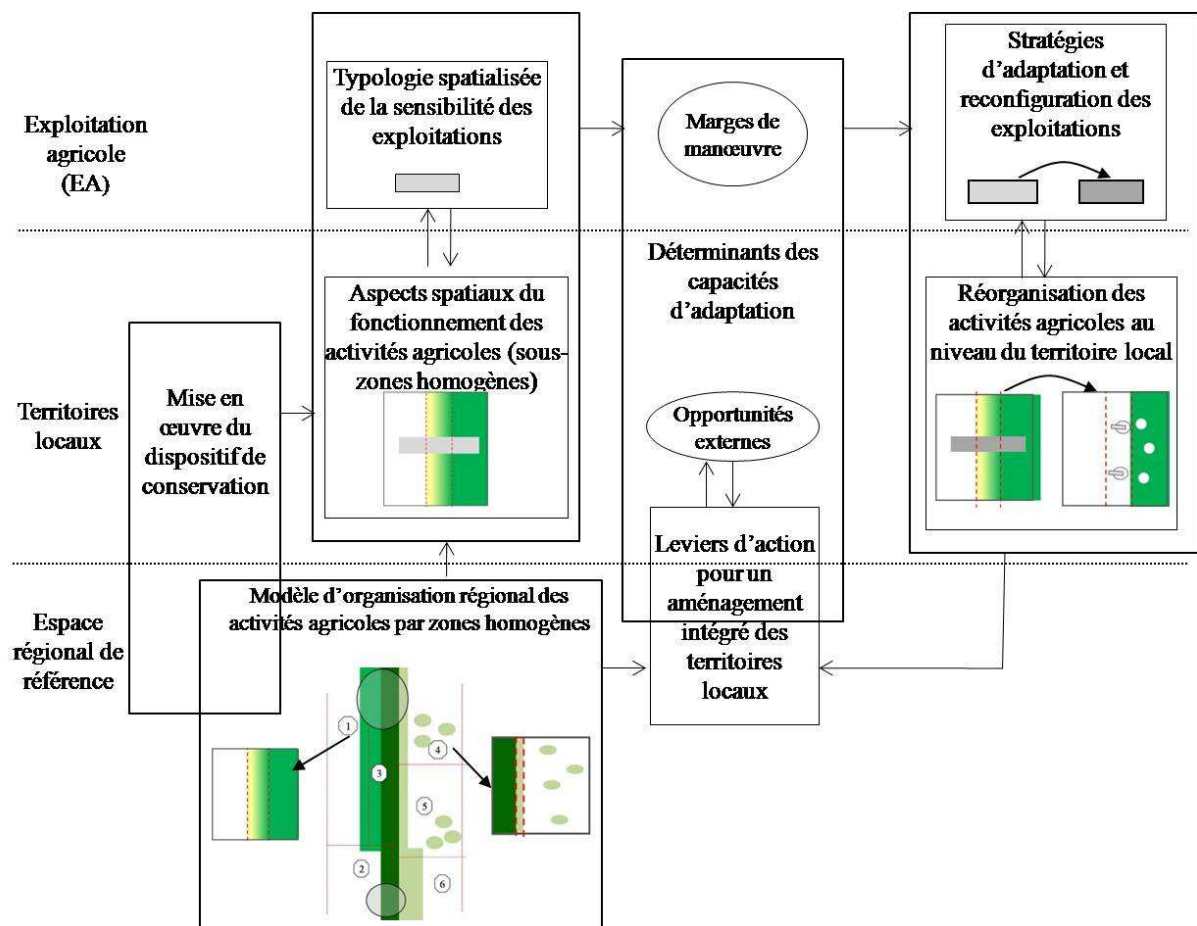 Exploitation
agricole
(EA)
Typologie spatialisée
de la sensibilité des
exploitations
Marges de
manœuvre
Stratégies
d'adaptation et
reconfiguration des
exploitations
Territoires
locaux
Mise en
œuvre du
dispositif de
conservation
Aspects spatiaux du
fonctionnement des
activités agricoles (sous-
zones homogènes)
Déterminants des
capacités
d'adaptation
Opportunités
externes
Réorganisation des
activités agricoles au
niveau du territoire local
Espace
régional de
référence
Modèle d'organisation régional des
activités agricoles par zones homogènes
1
2
3
4
5
6
Leviers d'action
pour un
aménagement
intégré des
territoires
locaux